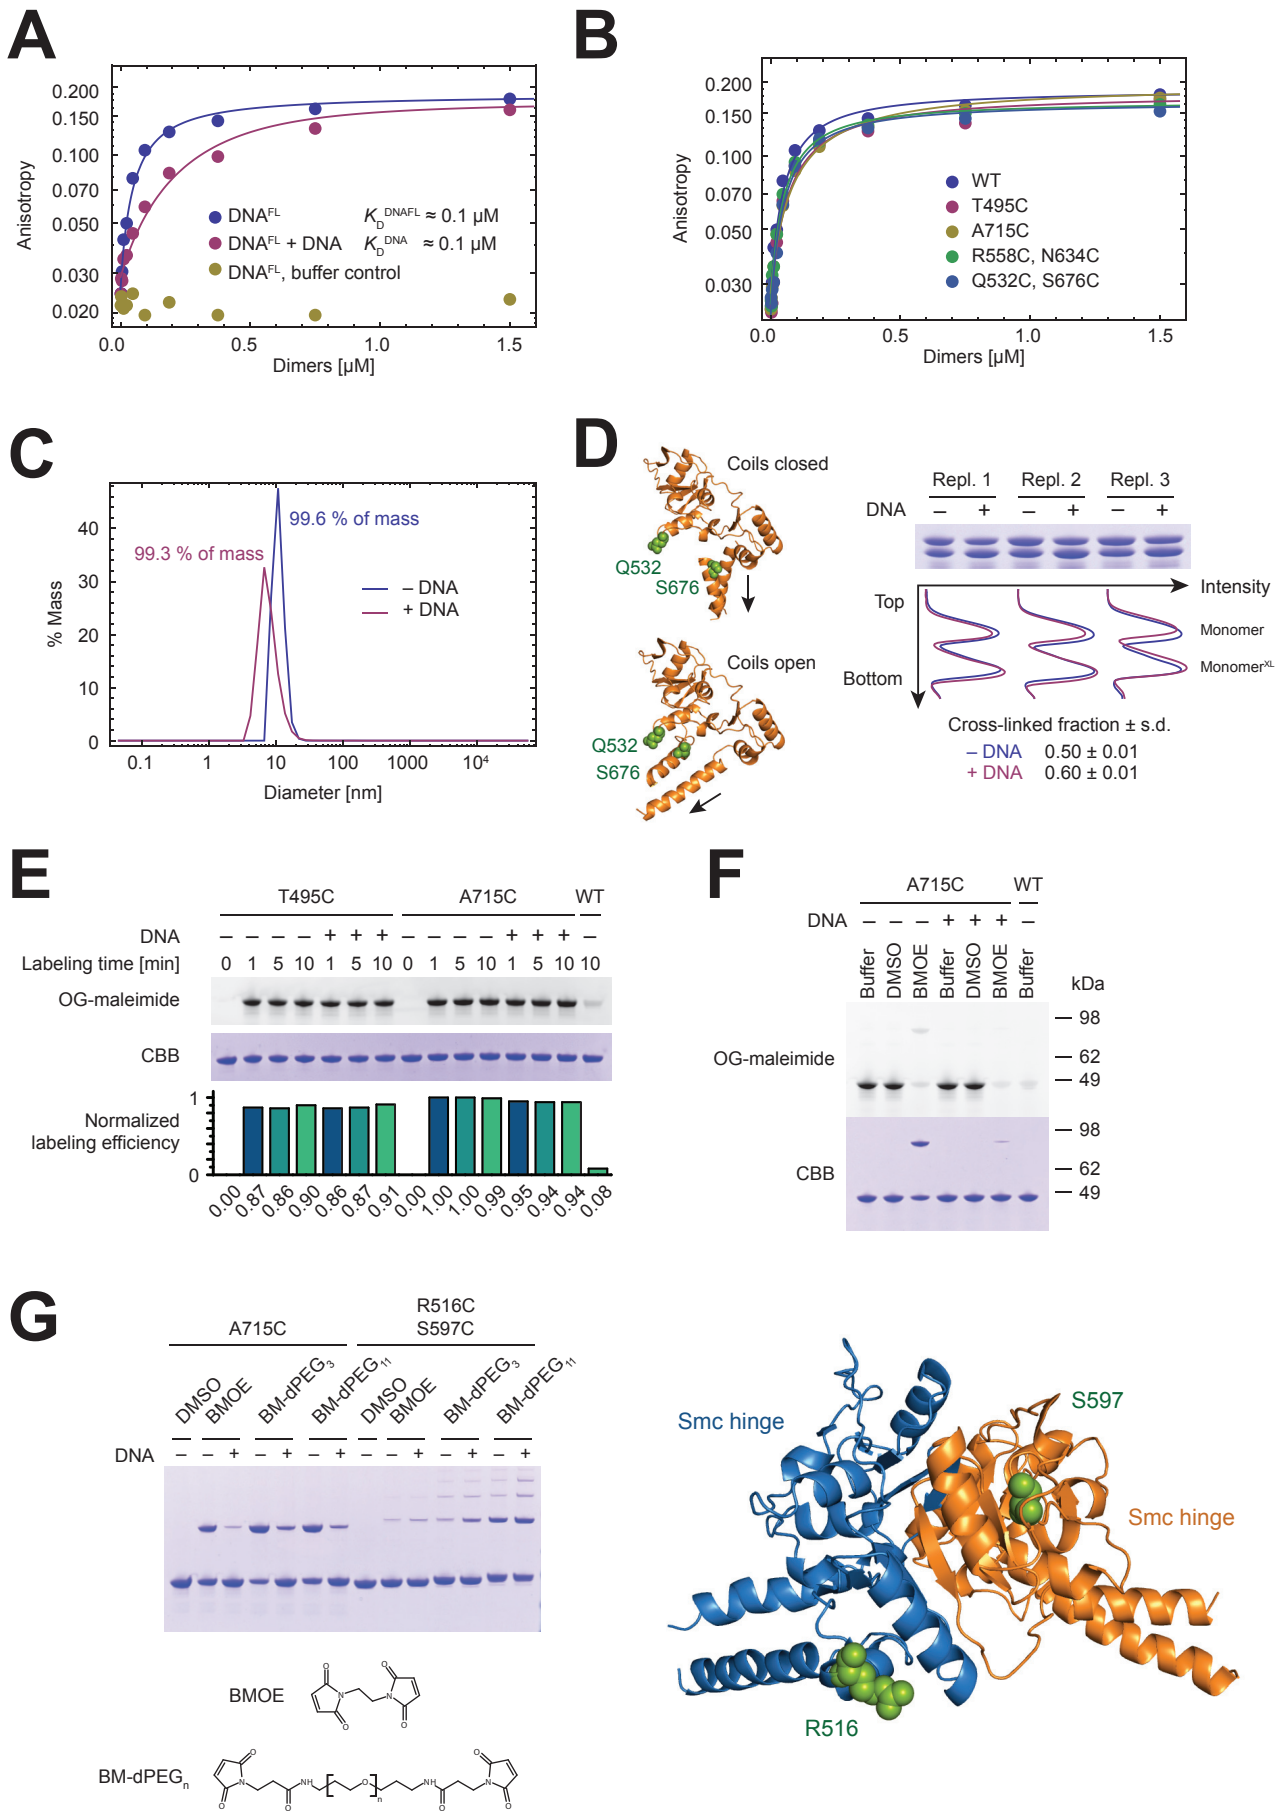 A
Anisotropy
0.200
0.150
0.100
0.070
0.050
0.030
0.020
DNA^FL K_D^DNAFL ≈ 0.1 µM
DNA^FL + DNA K_D^DNA ≈ 0.1 µM
DNA^FL, buffer control
0.0 0.5 1.0 1.5
Dimers [µM]
B
Anisotropy
0.200
0.150
0.100
0.070
0.050
0.030
WT
T495C
A715C
R558C, N634C
Q532C, S676C
0.0 0.5 1.0 1.5
Dimers [µM]
C
% Mass
40
30
20
10
0
99.6 % of mass
99.3 % of mass
– DNA
+ DNA
0.1 1 10 100 1000 10⁴
Diameter [nm]
D
Coils closed
Q532
S676
Coils open
Q532
S676
Repl. 1 Repl. 2 Repl. 3
DNA – + – + – +
Intensity
Top
Monomer
Monomer^XL
Bottom
Cross-linked fraction ± s.d.
– DNA 0.50 ± 0.01
+ DNA 0.60 ± 0.01
E
T495C A715C WT
DNA – – – – + + + – – – – + + + –
Labeling time [min] 0 1 5 10 1 5 10 0 1 5 10 1 5 10 10
OG-maleimide
CBB
Normalized
labeling efficiency
1
0
0.00 0.87 0.86 0.90 0.86 0.87 0.91 0.00 1.00 1.00 0.99 0.95 0.94 0.94 0.08
F
A715C WT
DNA – – – + + + –
Buffer DMSO BMOE Buffer DMSO BMOE Buffer
kDa
OG-maleimide
98
62
49
CBB
98
62
49
G
A715C
R516C
S597C
DMSO BMOE BM-dPEG₃ BM-dPEG₁₁ DMSO BMOE BM-dPEG₃ BM-dPEG₁₁
DNA – – + – + – + – – + – + – +
BMOE
O O N N O O
BM-dPEGₙ
O O N O NH O n NH O N O O
Smc hinge
S597
Smc hinge
R516